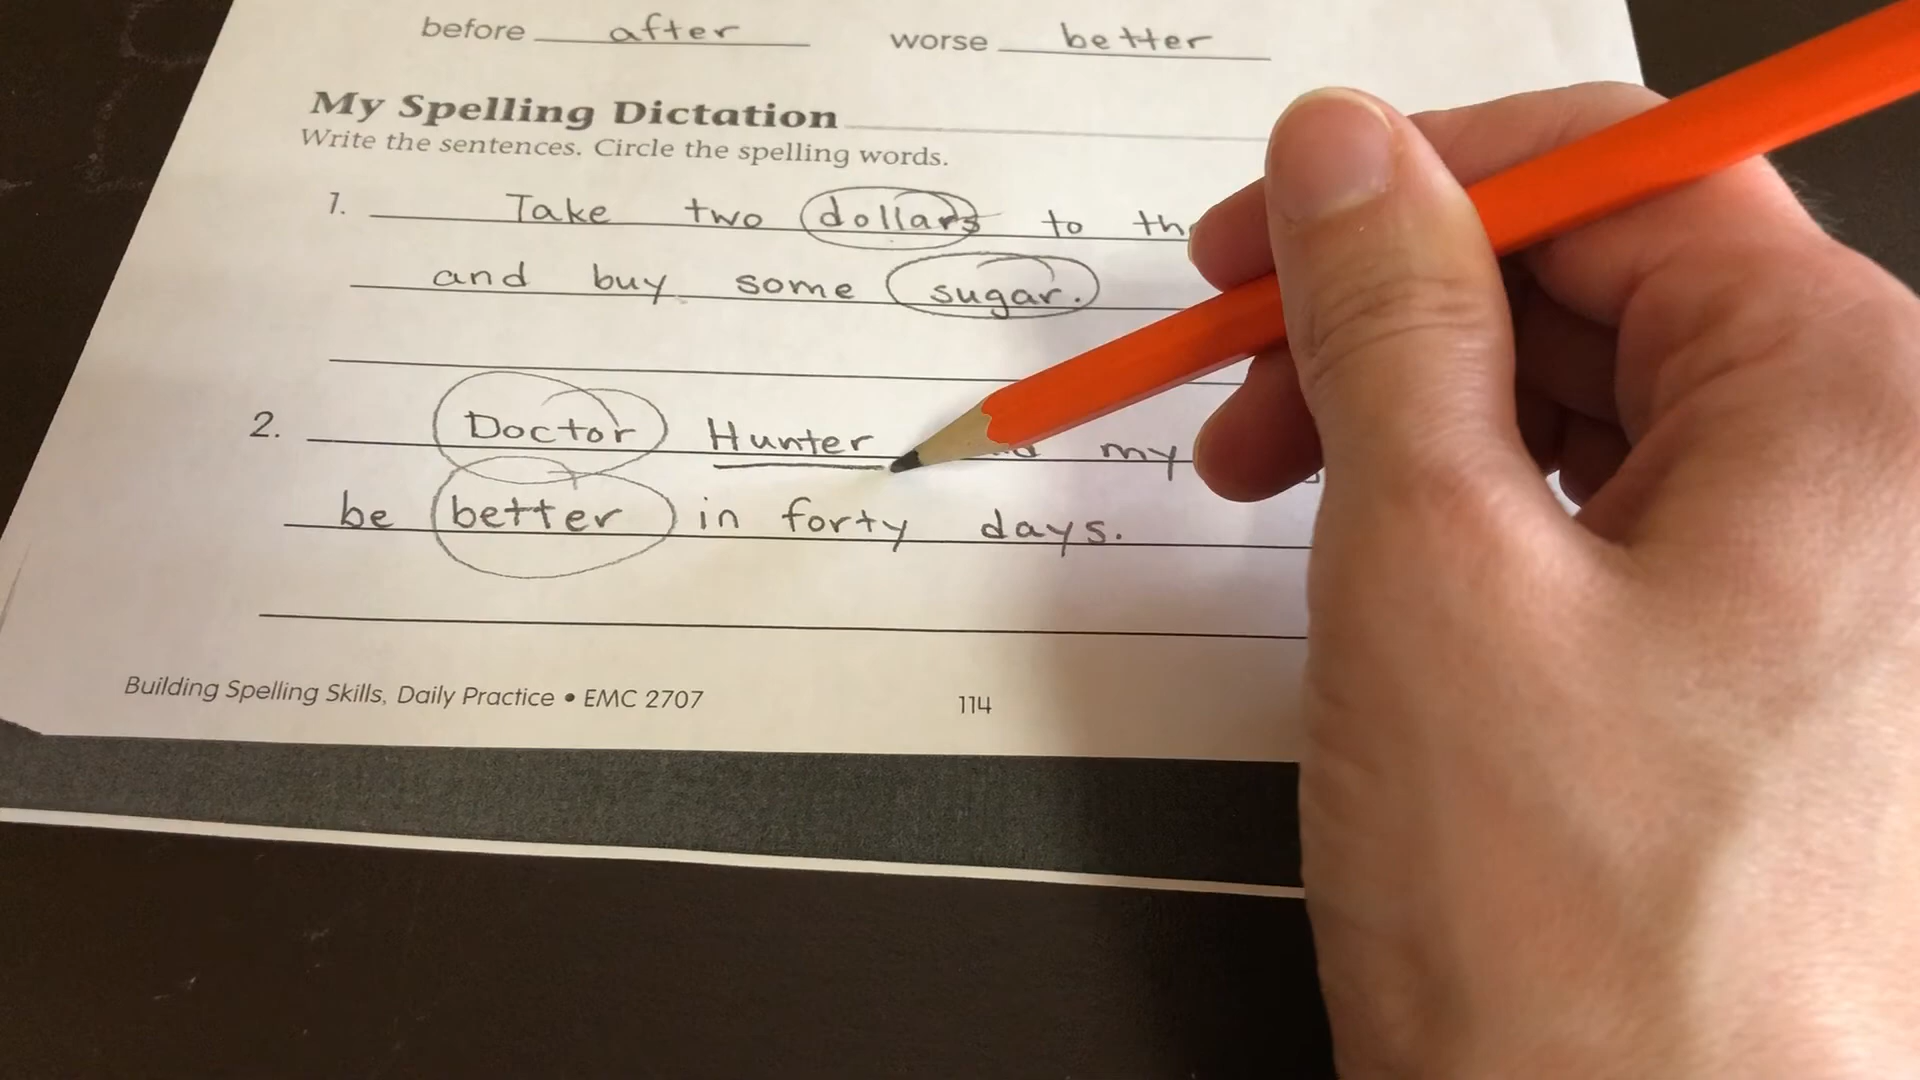 before after worse better
My Spelling Dictation
Write the sentences. Circle the spelling words.
1. Take two dollars to
and buy some sugar.
2. Doctor Hunter my
be better in forty days.
Building Spelling Skills, Daily Practice • EMC 2707 114